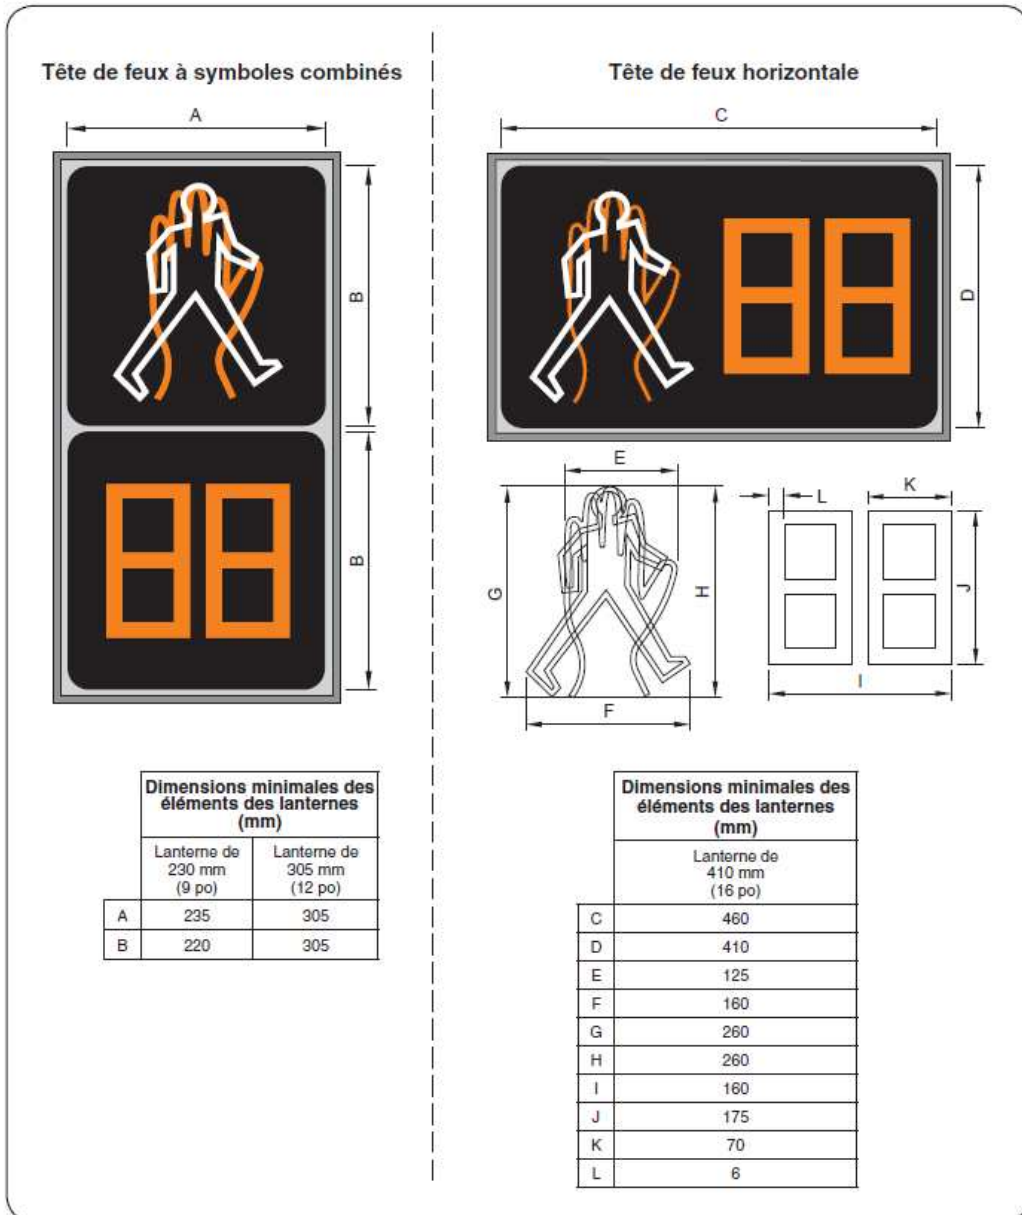 Tête de feux à symboles combinés
A
B
B
88
Dimensions minimales des
éléments des lanternes
(mm)
Lanterne de
230 mm
(9 po)
Lanterne de
305 mm
(12 po)
A 235 305
B 220 305
Tête de feux horizontale
C
88
D
E
G
H
F
L
K
J
I
Dimensions minimales des
éléments des lanternes
(mm)
Lanterne de
410 mm
(16 po)
C 460
D 410
E 125
F 160
G 260
H 260
I 160
J 175
K 70
L 6